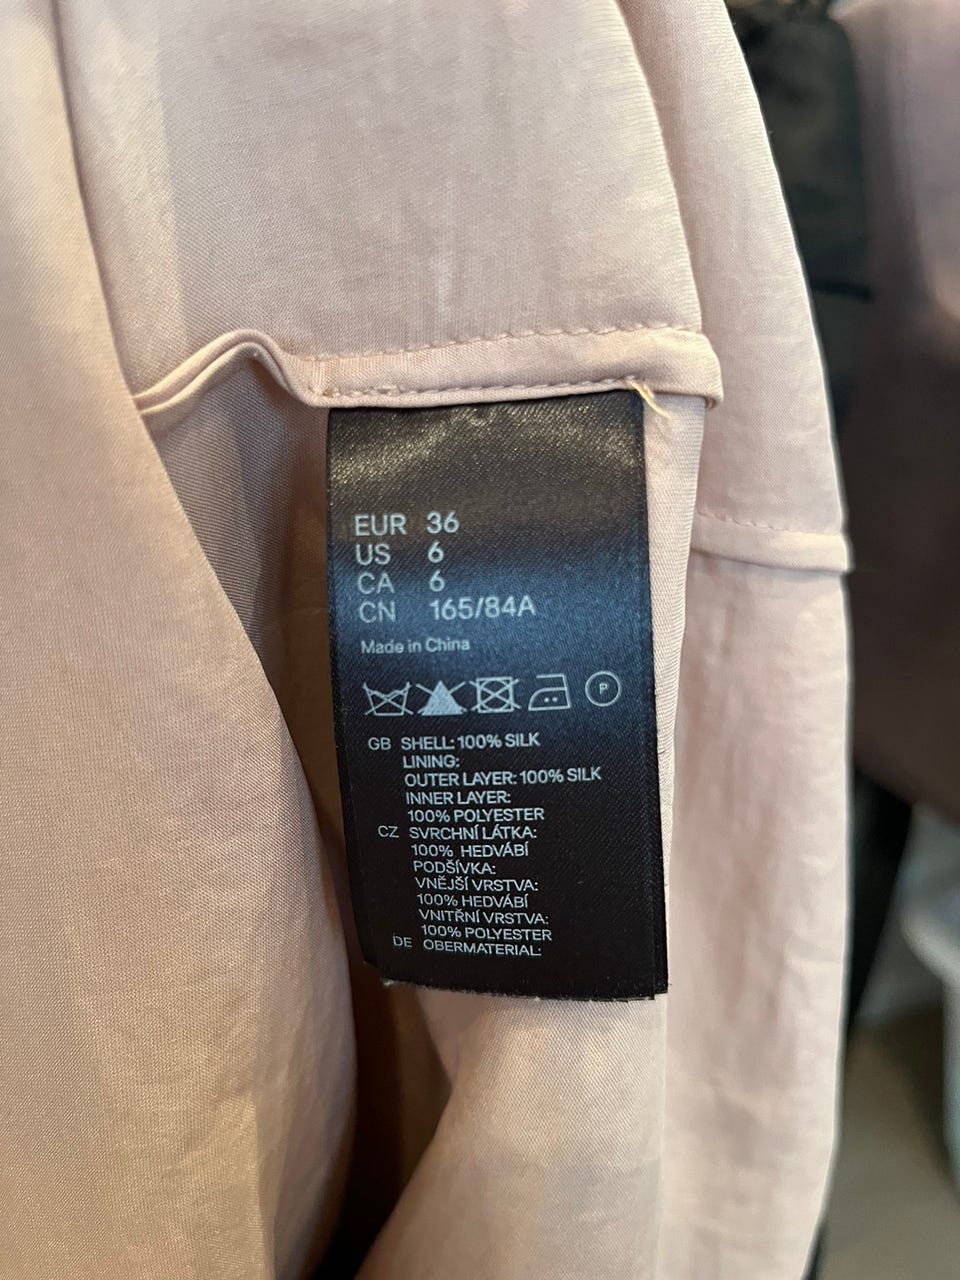 EUR 36
US 6
CA 6
CN 165/84A
Made in China
P
GB SHELL: 100% SILK
LINING:
OUTER LAYER: 100% SILK
INNER LAYER:
100% POLYESTER
CZ SVRCHNÍ LÁTKA:
100% HEDVÁBÍ
PODŠÍVKA:
VNĚJŠÍ VRSTVA:
100% HEDVÁBÍ
VNITŘNÍ VRSTVA:
100% POLYESTER
DE OBERMATERIAL: